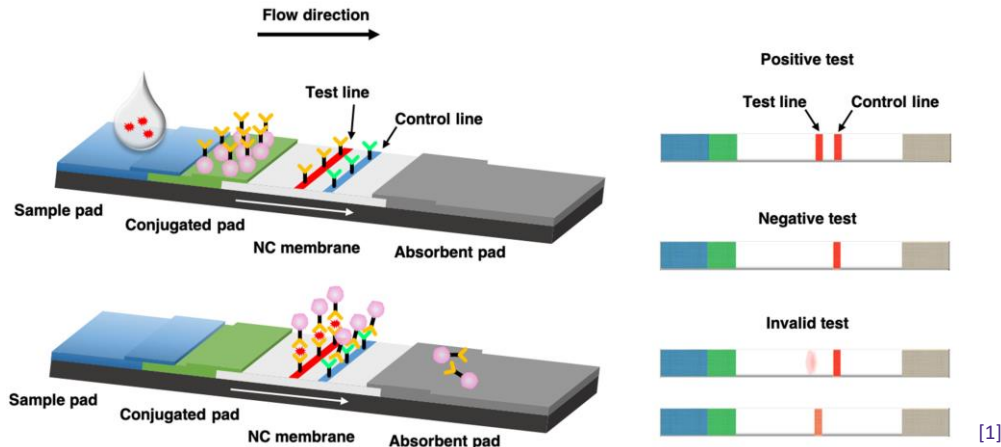 Flow direction
Test line
Control line
Sample pad
Conjugated pad
NC membrane
Absorbent pad
Sample pad
Conjugated pad
NC membrane
Absorbent pad
Positive test
Test line
Control line
Negative test
Invalid test
[1]